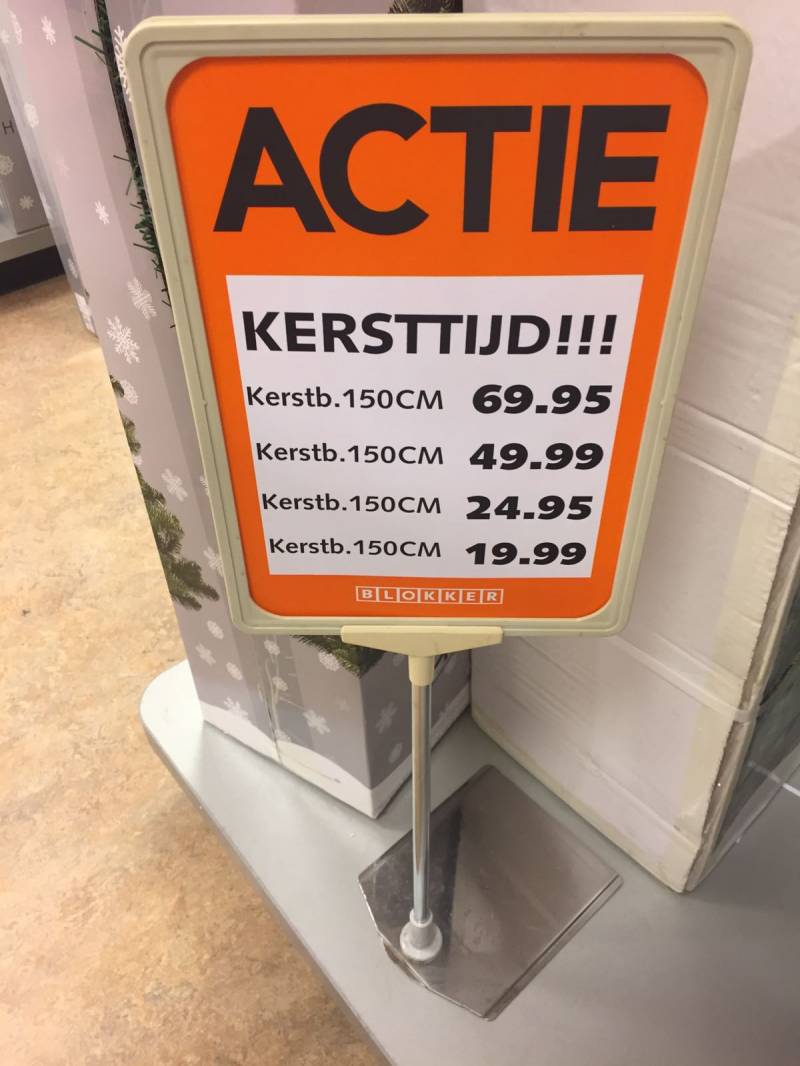 ACTIE
KERSTTIJD!!!
Kerstb.150CM 69.95
Kerstb.150CM 49.99
Kerstb.150CM 24.95
Kerstb.150CM 19.99
BLOKKER
H